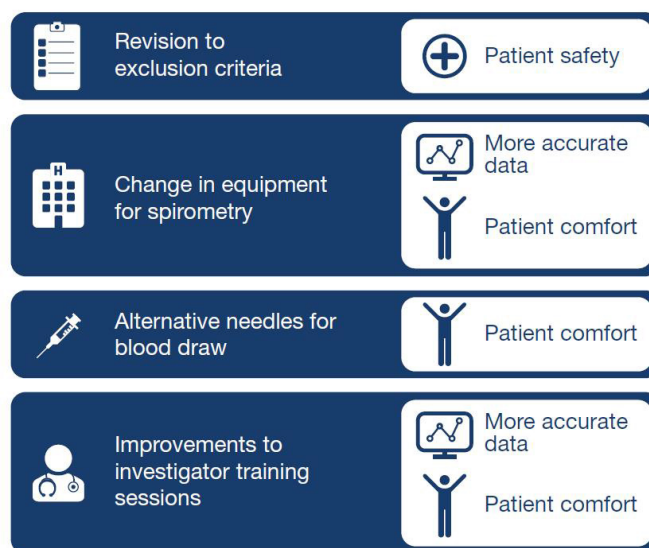 Revision to
exclusion criteria
Patient safety
H
Change in equipment
for spirometry
More accurate
data
Patient comfort
Alternative needles for
blood draw
Patient comfort
Improvements to
investigator training
sessions
More accurate
data
Patient comfort